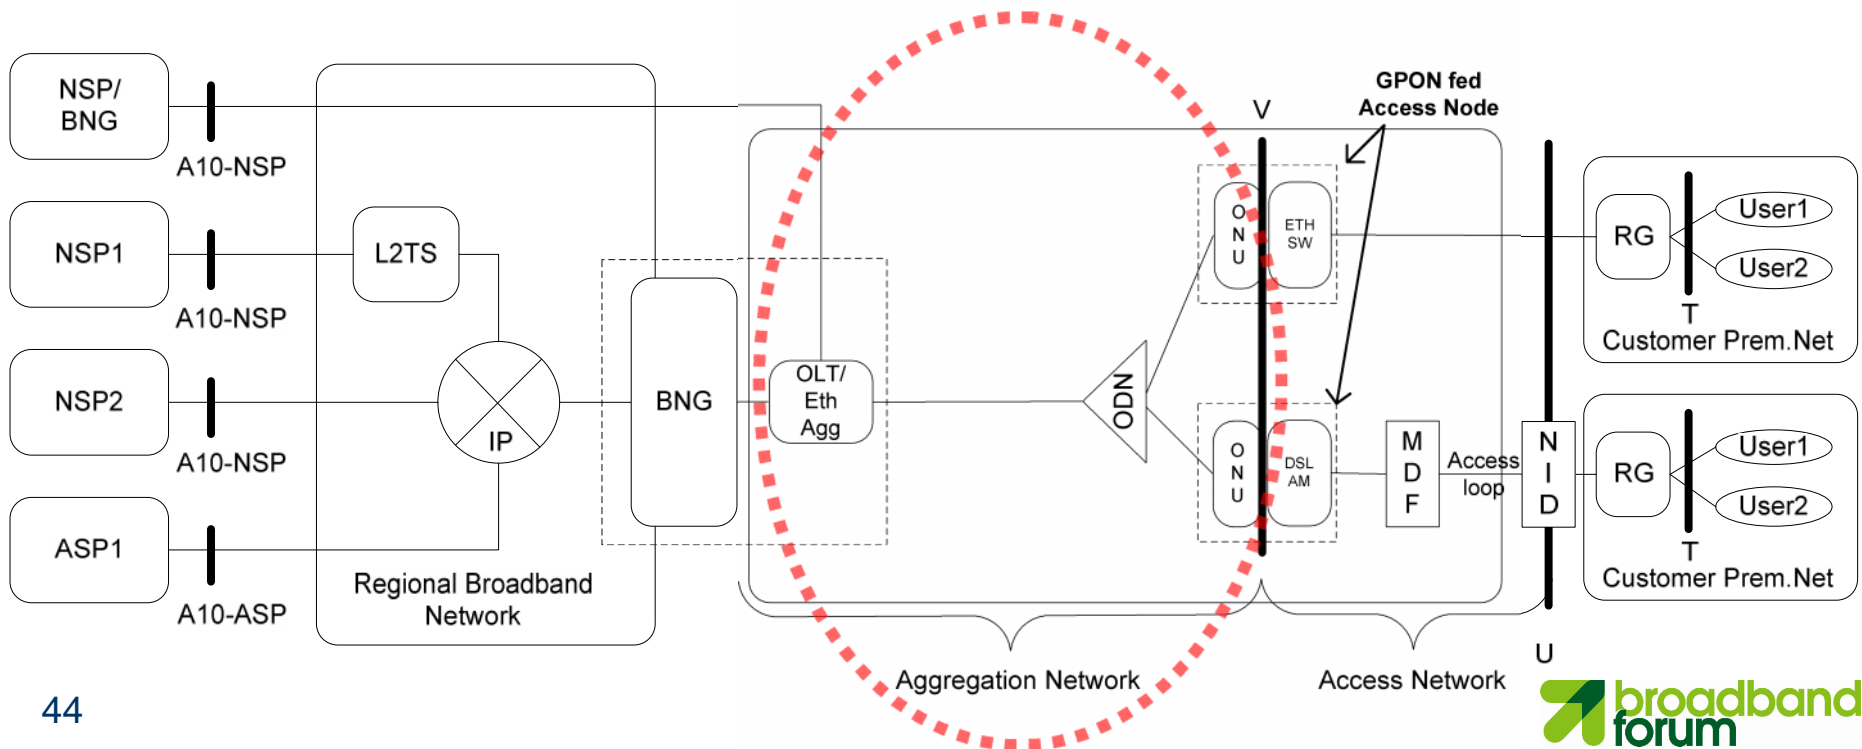 NSP/
BNG
A10-NSP
NSP1
A10-NSP
NSP2
A10-NSP
ASP1
A10-ASP
L2TS
IP
Regional Broadband
Network
BNG
OLT/
Eth
Agg
ODN
GPON fed
Access Node
V
O
N
U
ETH
SW
O
N
U
DSL
AM
M
D
F
Access
loop
N
I
D
U
RG
User1
User2
T
Customer Prem.Net
RG
User1
User2
T
Customer Prem.Net
Aggregation Network
Access Network
44
broadband
forum